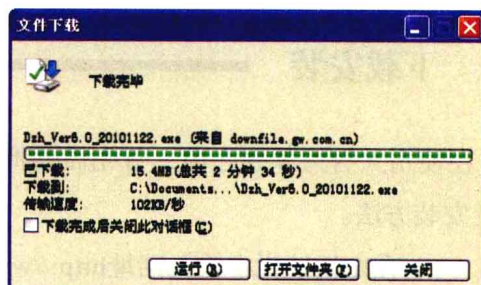 文件下载
下载完毕
Dzh_Ver6.0_20101122.exe (来自 downfile.gw.com.cn)
已下载: 15.4MB(总共 2 分钟 34 秒)
下载到: C:\Documents...\Dzh_Ver6.0_20101122.exe
传输速度: 102KB/秒
下载完成后关闭此对话框(C)
运行(R) 打开文件夹(F) 关闭